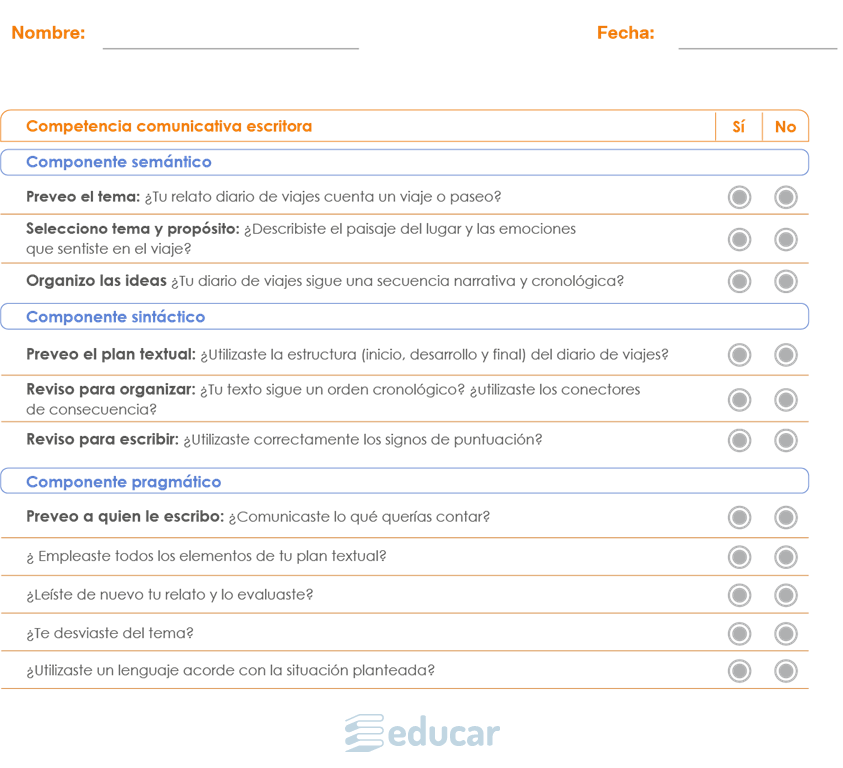 Nombre: Fecha:
Competencia comunicativa escritora Sí No
Componente semántico
Preveo el tema: ¿Tu relato diario de viajes cuenta un viaje o paseo?
Selecciono tema y propósito: ¿Describiste el paisaje del lugar y las emociones
que sentiste en el viaje?
Organizo las ideas ¿Tu diario de viajes sigue una secuencia narrativa y cronológica?
Componente sintáctico
Preveo el plan textual: ¿Utilizaste la estructura (inicio, desarrollo y final) del diario de viajes?
Reviso para organizar: ¿Tu texto sigue un orden cronológico? ¿utilizaste los conectores
de consecuencia?
Reviso para escribir: ¿Utilizaste correctamente los signos de puntuación?
Componente pragmático
Preveo a quien le escribo: ¿Comunicaste lo qué querías contar?
¿ Empleaste todos los elementos de tu plan textual?
¿Leíste de nuevo tu relato y lo evaluaste?
¿Te desviaste del tema?
¿Utilizaste un lenguaje acorde con la situación planteada?
educar